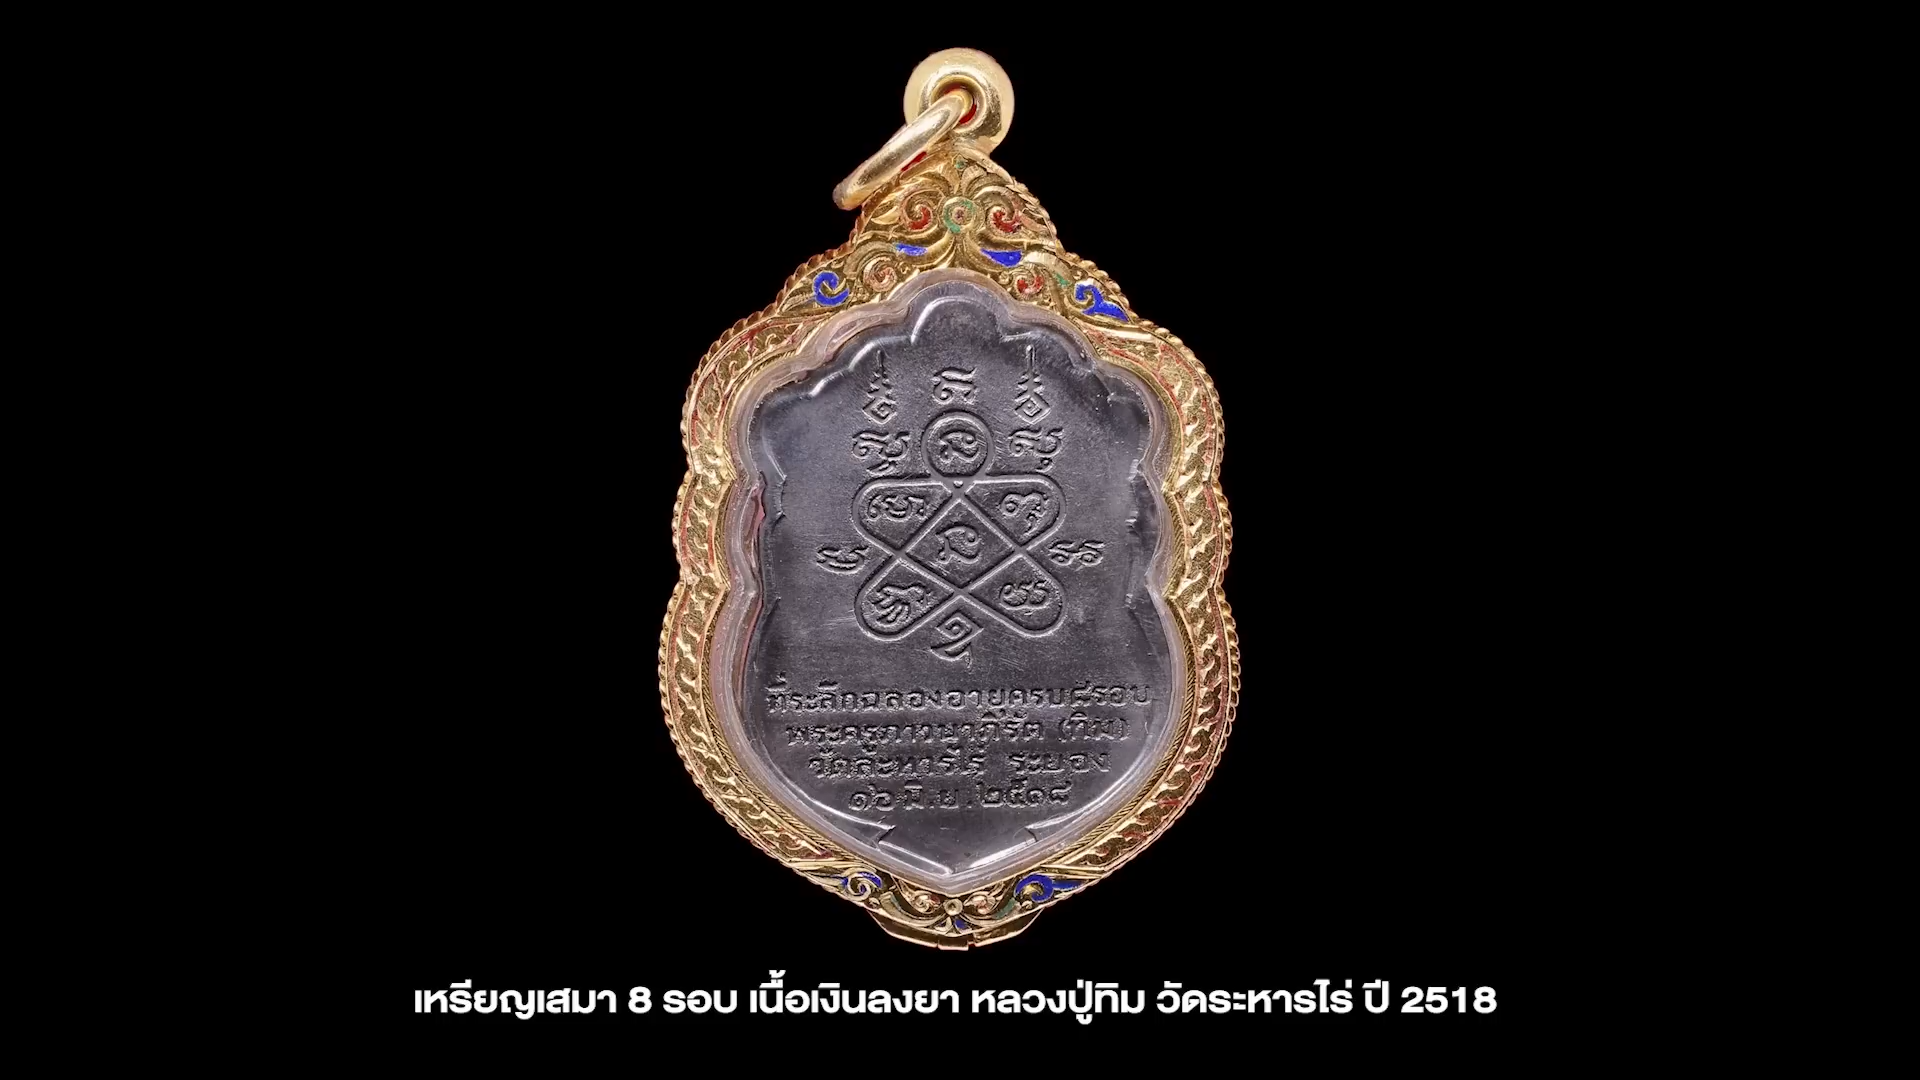 ที่ระลึกฉลองอายุครบ๘รอบ
พระครูภาวนาภิรัต (ทิม)
วัดละหารไร่ ระยอง
๑๖ มิ.ย. ๒๕๑๘
เหรียญเสมา 8 รอบ เนื้อเงินลงยา หลวงปู่ทิม วัดระหารไร่ ปี 2518